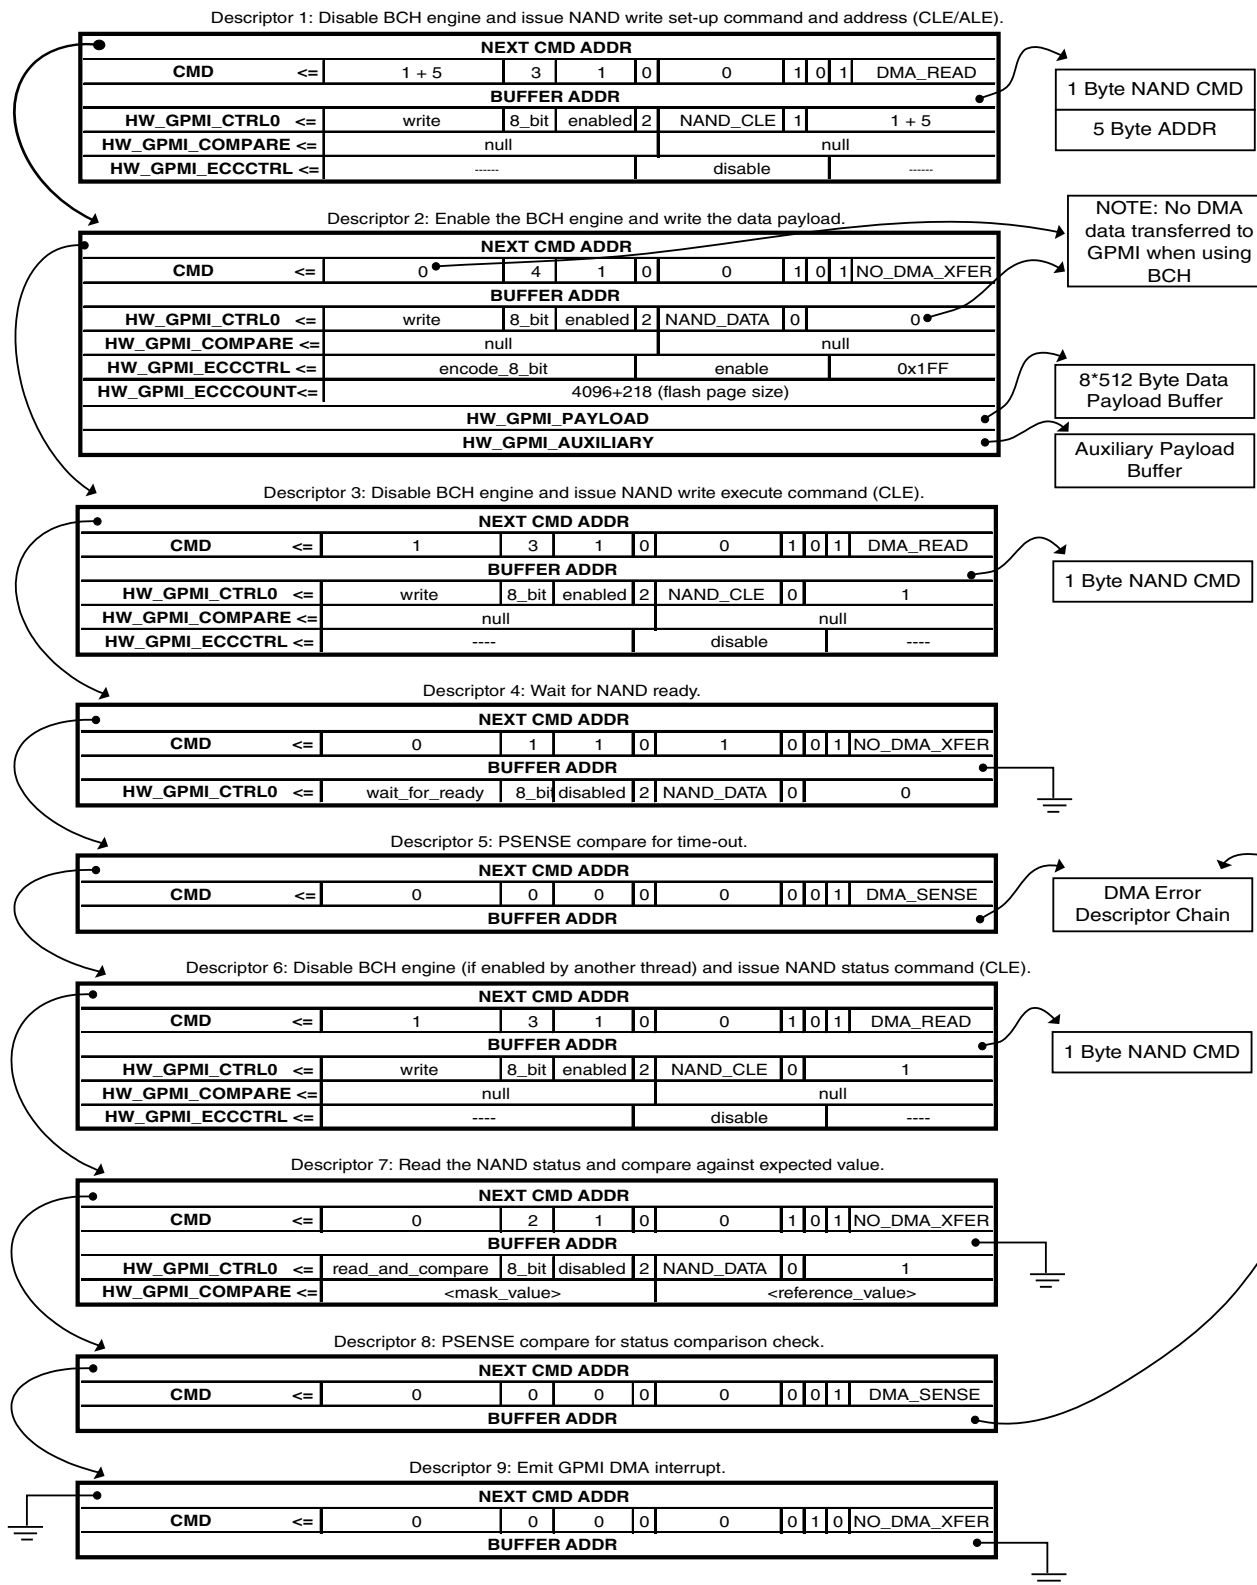 Descriptor 1: Disable BCH engine and issue NAND write set-up command and address (CLE/ALE).
NEXT CMD ADDR
CMD <= 1 + 5 3 1 0 0 1 0 1 DMA_READ
BUFFER ADDR
HW_GPMI_CTRL0 <= write 8_bit enabled 2 NAND_CLE 1 1 + 5
HW_GPMI_COMPARE <= null null
HW_GPMI_ECCCTRL <= ------ disable ------
1 Byte NAND CMD
5 Byte ADDR
Descriptor 2: Enable the BCH engine and write the data payload.
NEXT CMD ADDR
CMD <= 0 4 1 0 0 1 0 1 NO_DMA_XFER
BUFFER ADDR
HW_GPMI_CTRL0 <= write 8_bit enabled 2 NAND_DATA 0 0
HW_GPMI_COMPARE <= null null
HW_GPMI_ECCCTRL <= encode_8_bit enable 0x1FF
HW_GPMI_ECCCOUNT<= 4096+218 (flash page size)
HW_GPMI_PAYLOAD
HW_GPMI_AUXILIARY
NOTE: No DMA
data transferred to
GPMI when using
BCH
8*512 Byte Data
Payload Buffer
Auxiliary Payload
Buffer
Descriptor 3: Disable BCH engine and issue NAND write execute command (CLE).
NEXT CMD ADDR
CMD <= 1 3 1 0 0 1 0 1 DMA_READ
BUFFER ADDR
HW_GPMI_CTRL0 <= write 8_bit enabled 2 NAND_CLE 0 1
HW_GPMI_COMPARE <= null null
HW_GPMI_ECCCTRL <= ---- disable ----
1 Byte NAND CMD
Descriptor 4: Wait for NAND ready.
NEXT CMD ADDR
CMD <= 0 1 1 0 1 0 0 1 NO_DMA_XFER
BUFFER ADDR
HW_GPMI_CTRL0 <= wait_for_ready 8_bit disabled 2 NAND_DATA 0 0
Descriptor 5: PSENSE compare for time-out.
NEXT CMD ADDR
CMD <= 0 0 0 0 0 0 0 1 DMA_SENSE
BUFFER ADDR
DMA Error
Descriptor Chain
Descriptor 6: Disable BCH engine (if enabled by another thread) and issue NAND status command (CLE).
NEXT CMD ADDR
CMD <= 1 3 1 0 0 1 0 1 DMA_READ
BUFFER ADDR
HW_GPMI_CTRL0 <= write 8_bit enabled 2 NAND_CLE 0 1
HW_GPMI_COMPARE <= null null
HW_GPMI_ECCCTRL <= ---- disable ----
1 Byte NAND CMD
Descriptor 7: Read the NAND status and compare against expected value.
NEXT CMD ADDR
CMD <= 0 2 1 0 0 1 0 1 NO_DMA_XFER
BUFFER ADDR
HW_GPMI_CTRL0 <= read_and_compare 8_bit disabled 2 NAND_DATA 0 1
HW_GPMI_COMPARE <= <mask_value> <reference_value>
Descriptor 8: PSENSE compare for status comparison check.
NEXT CMD ADDR
CMD <= 0 0 0 0 0 0 0 1 DMA_SENSE
BUFFER ADDR
Descriptor 9: Emit GPMI DMA interrupt.
NEXT CMD ADDR
CMD <= 0 0 0 0 0 0 1 0 NO_DMA_XFER
BUFFER ADDR